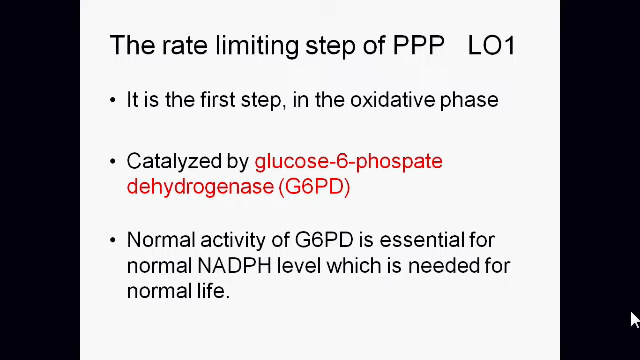 The rate limiting step of PPP LO1
• It is the first step, in the oxidative phase
• Catalyzed by glucose-6-phospate
dehydrogenase (G6PD)
• Normal activity of G6PD is essential for
normal NADPH level which is needed for
normal life.